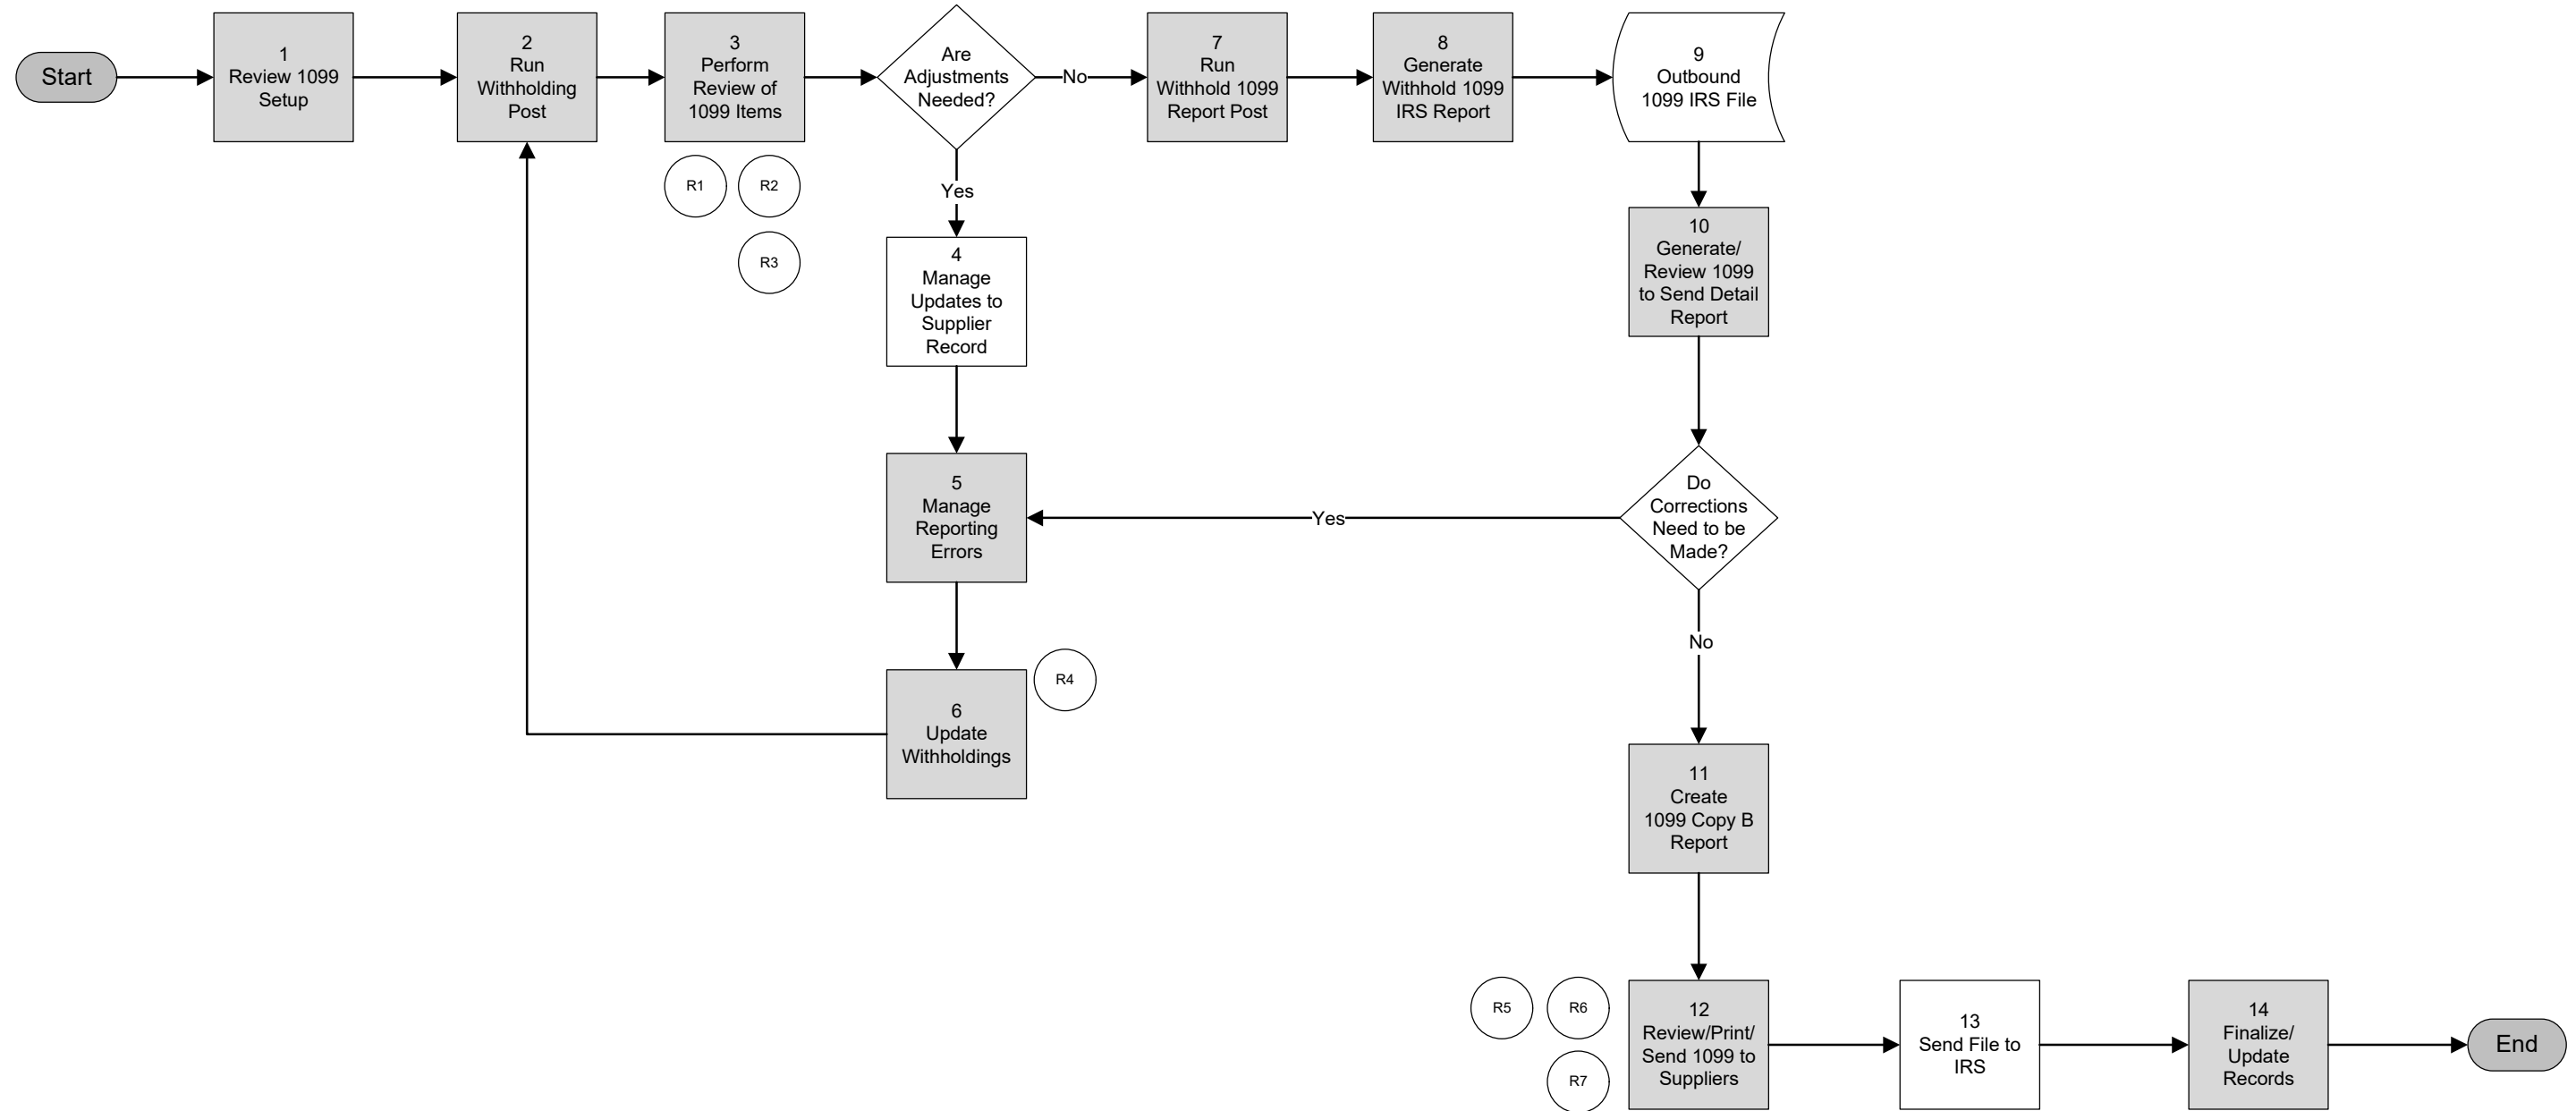 Start
1
Review 1099
Setup
2
Run
Withholding
Post
3
Perform
Review of
1099 Items
Are
Adjustments
Needed?
No
7
Run
Withhold 1099
Report Post
8
Generate
Withhold 1099
IRS Report
9
Outbound
1099 IRS File
R1
R2
R3
Yes
4
Manage
Updates to
Supplier
Record
10
Generate/
Review 1099
to Send Detail
Report
5
Manage
Reporting
Errors
Yes
Do
Corrections
Need to be
Made?
No
6
Update
Withholdings
R4
11
Create
1099 Copy B
Report
R5
R6
R7
12
Review/Print/
Send 1099 to
Suppliers
13
Send File to
IRS
14
Finalize/
Update
Records
End